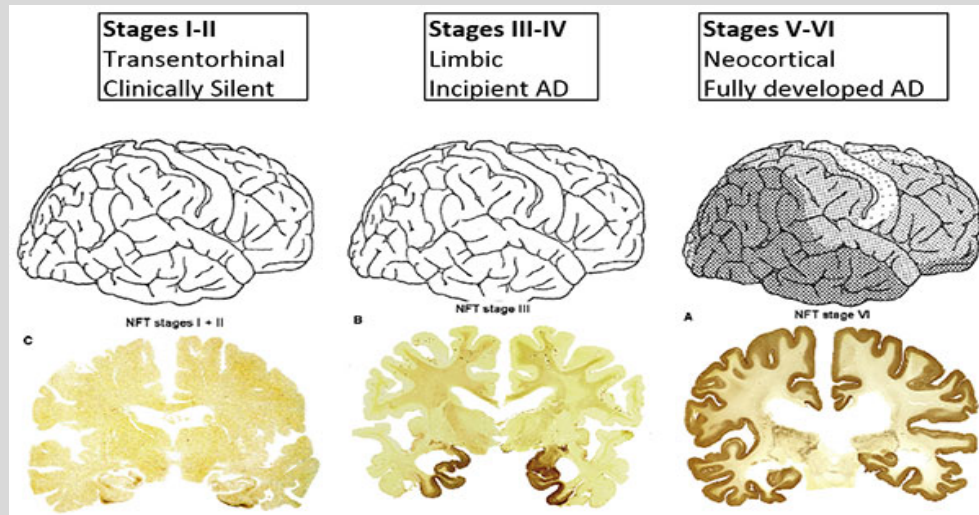 Stages I-II
Transentorhinal
Clinically Silent
Stages III-IV
Limbic
Incipient AD
Stages V-VI
Neocortical
Fully developed AD
NFT stages I + II
NFT stage III
NFT stage VI
C
B
A